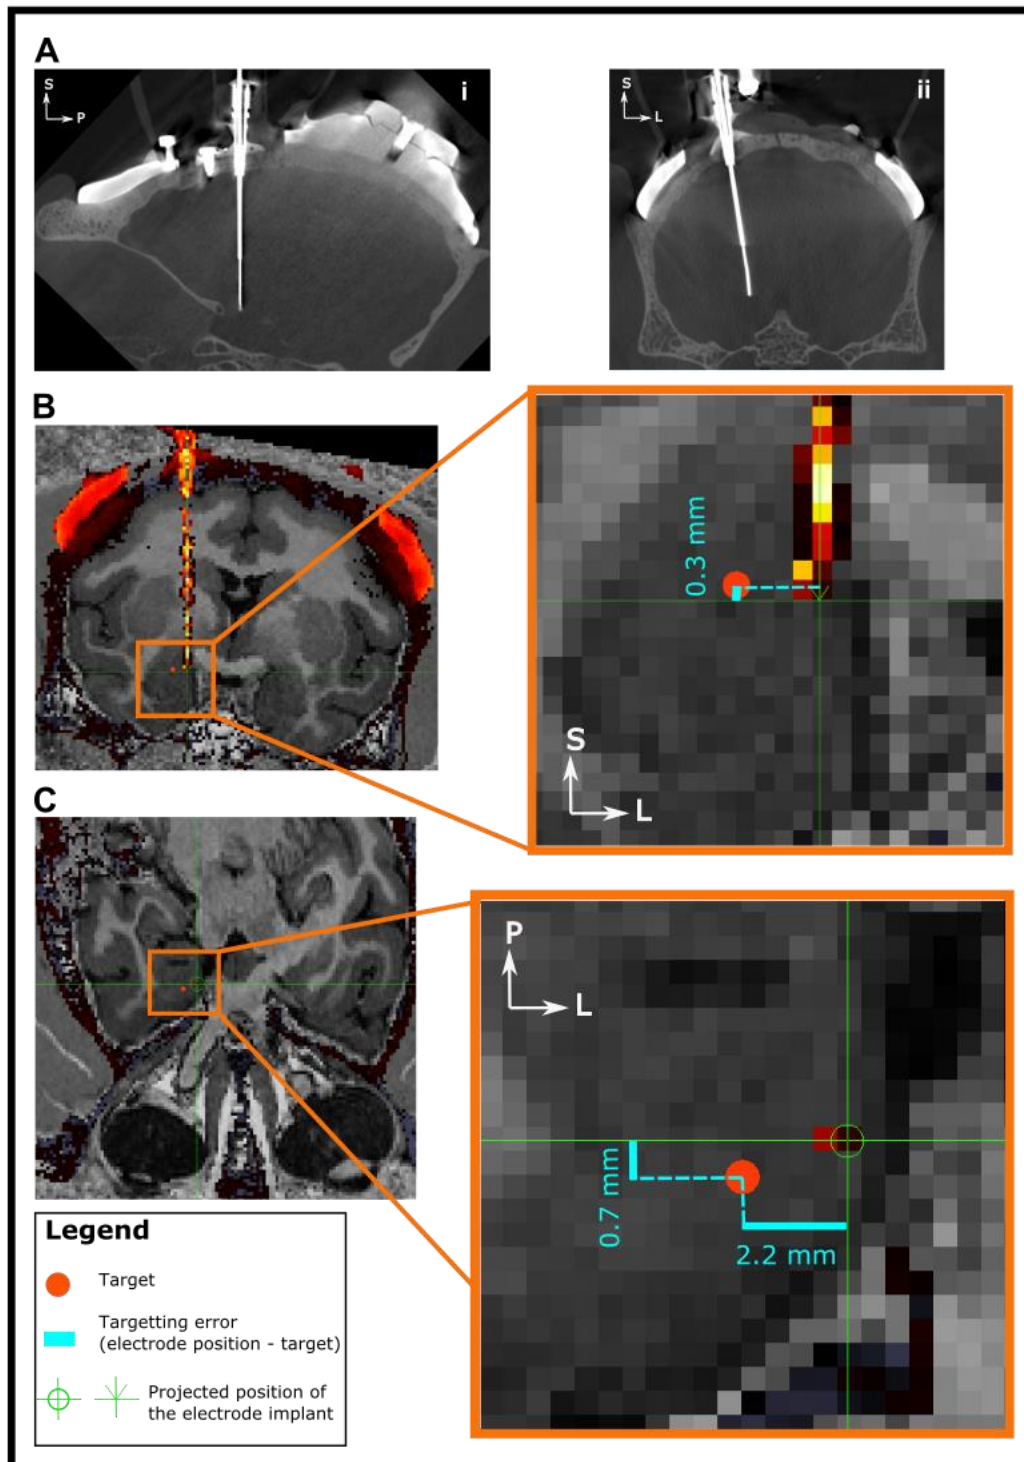 A
S
P
i
S
L
ii
B
0.3 mm
S
L
C
P
L
0.7 mm
2.2 mm
Legend
Target
Targetting error
(electrode position - target)
Projected position of
the electrode implant